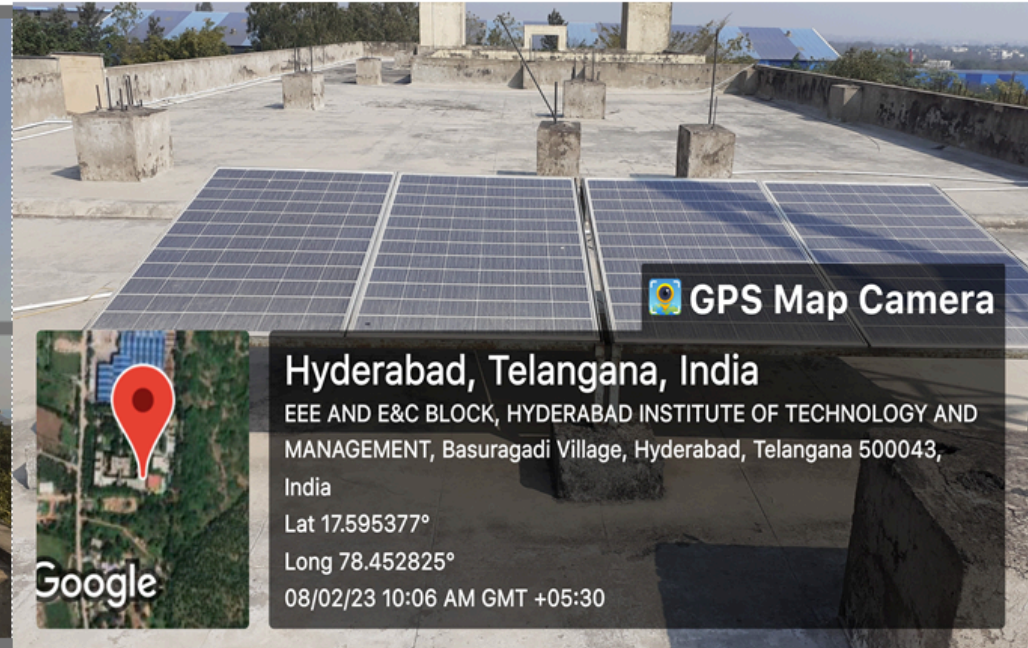 GPS Map Camera
Hyderabad, Telangana, India
EEE AND E&C BLOCK, HYDERABAD INSTITUTE OF TECHNOLOGY AND
MANAGEMENT, Basuragadi Village, Hyderabad, Telangana 500043,
India
Lat 17.595377°
Long 78.452825°
08/02/23 10:06 AM GMT +05:30
Google